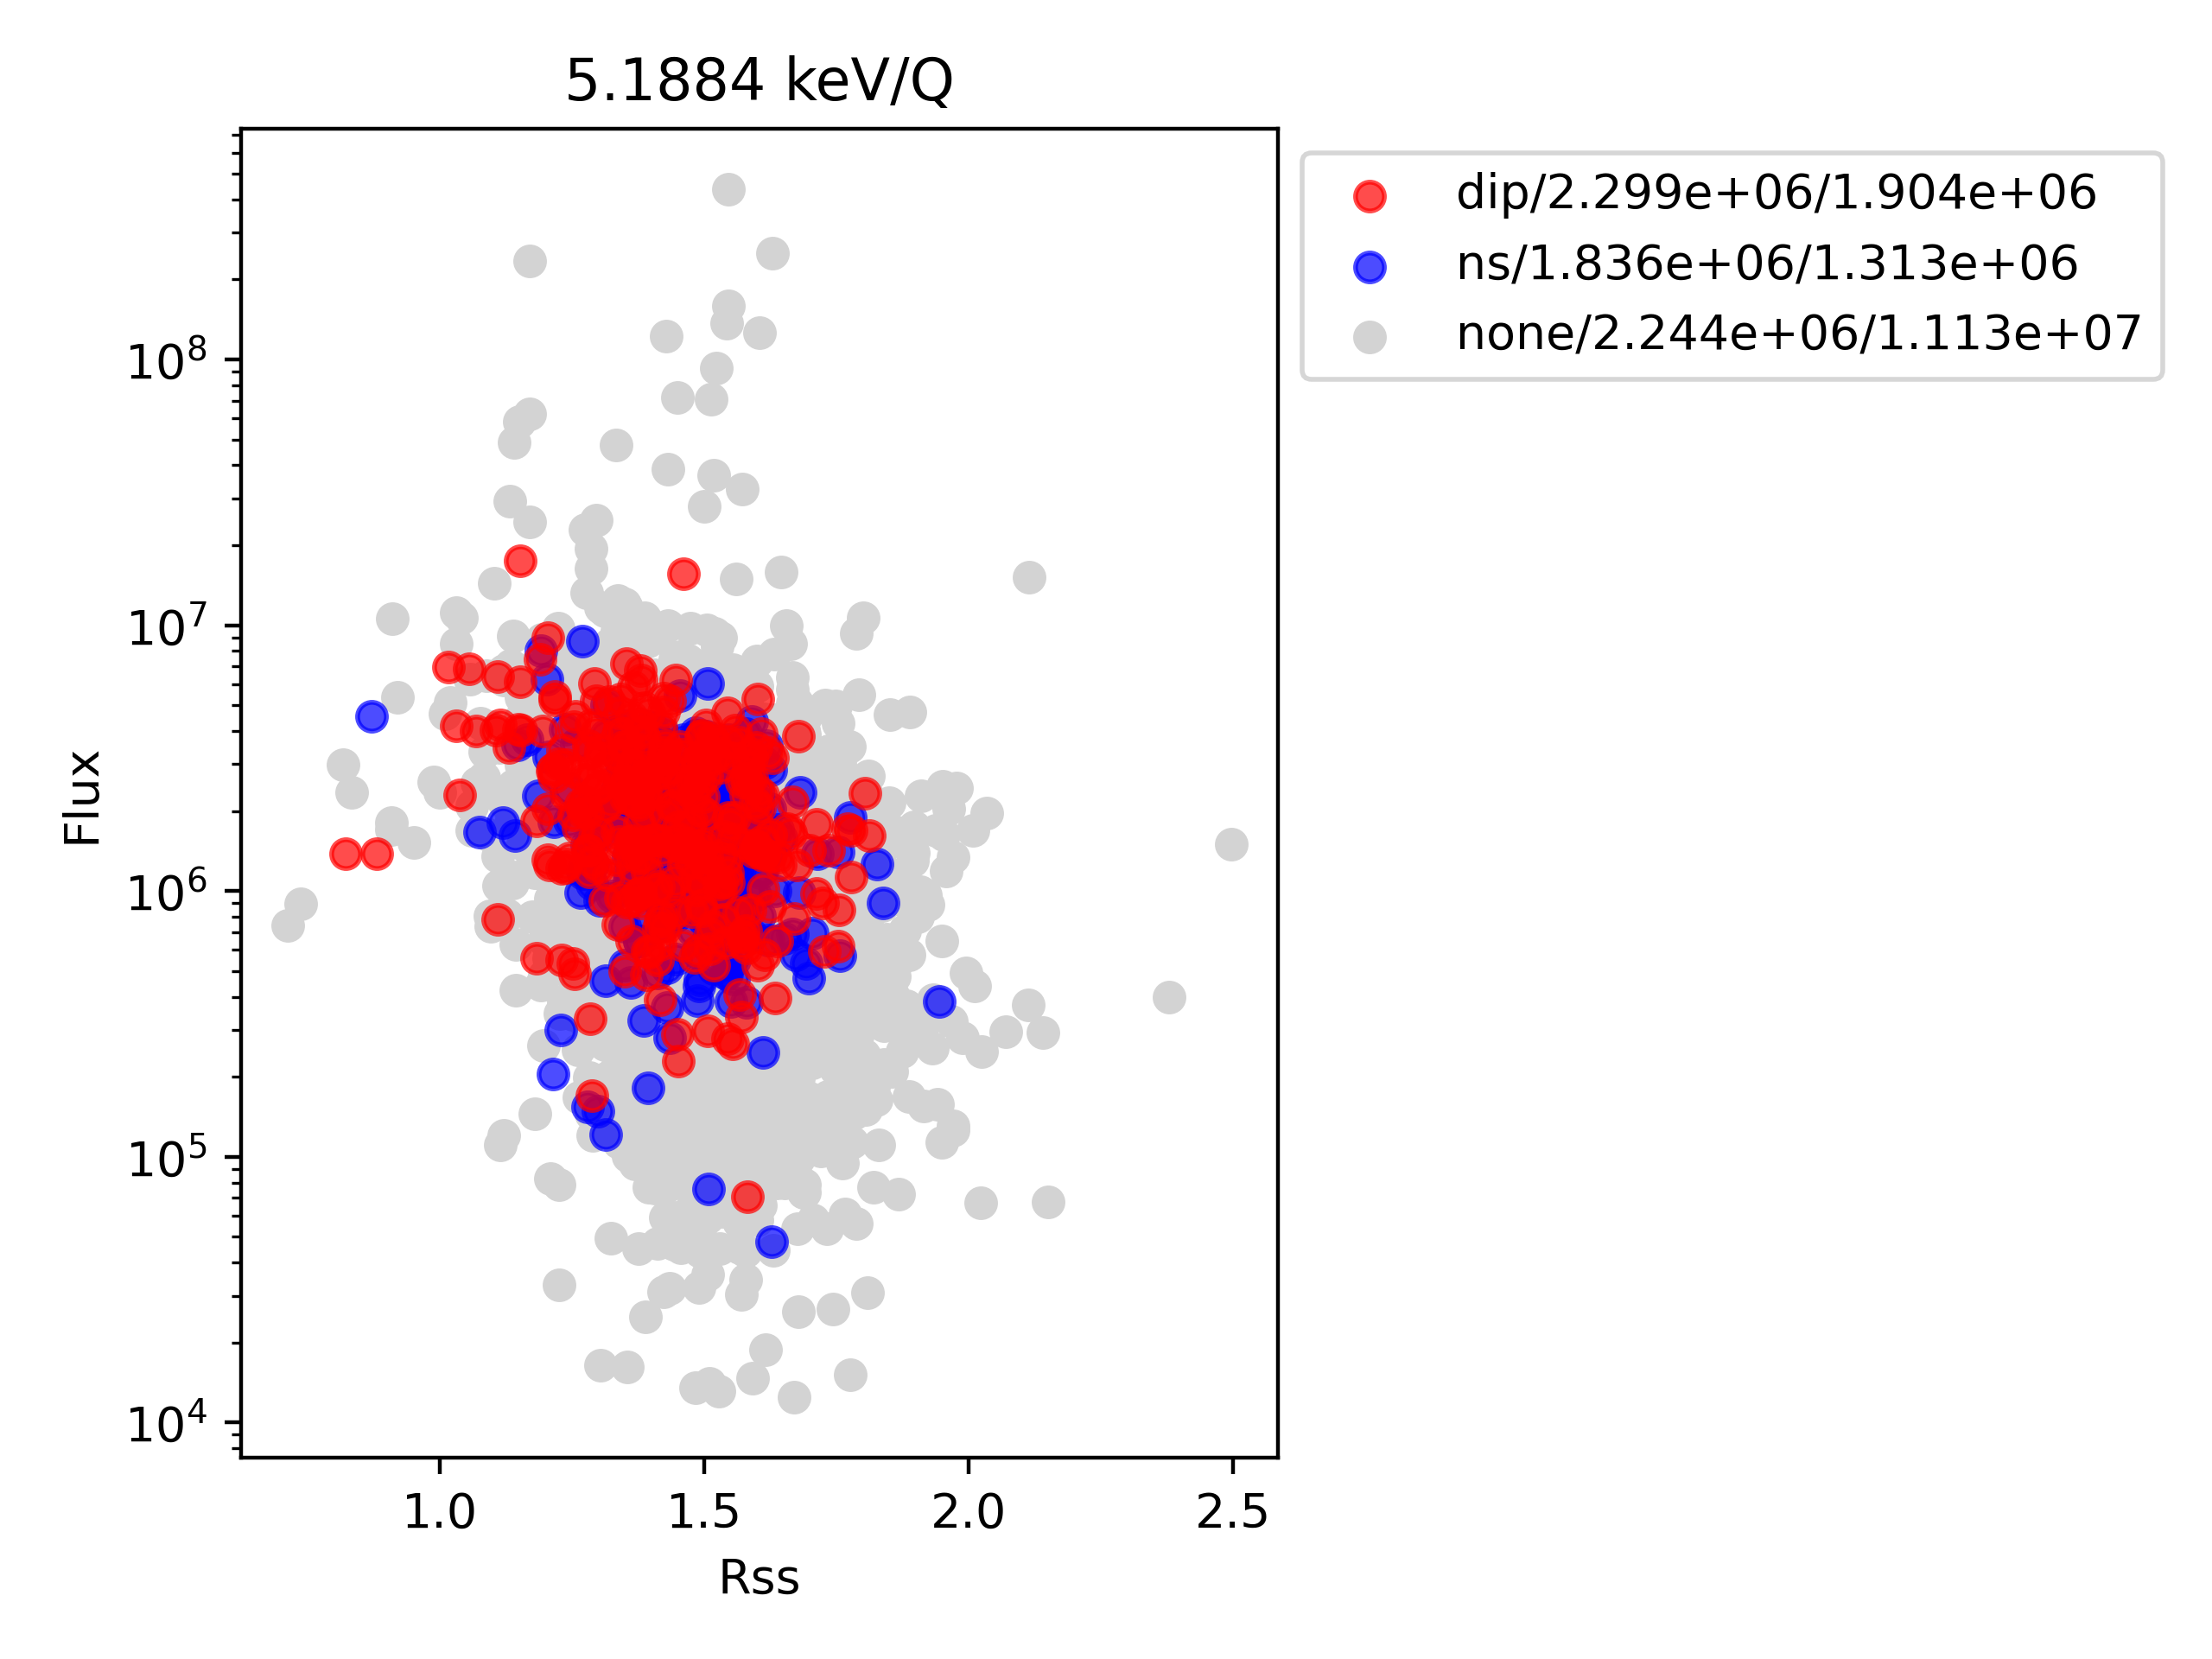 5.1884 keV/Q
dip/2.299e+06/1.904e+06
ns/1.836e+06/1.313e+06
none/2.244e+06/1.113e+07
10^8
10^7
10^6
10^5
10^4
Flux
1.0 1.5 2.0 2.5
Rss